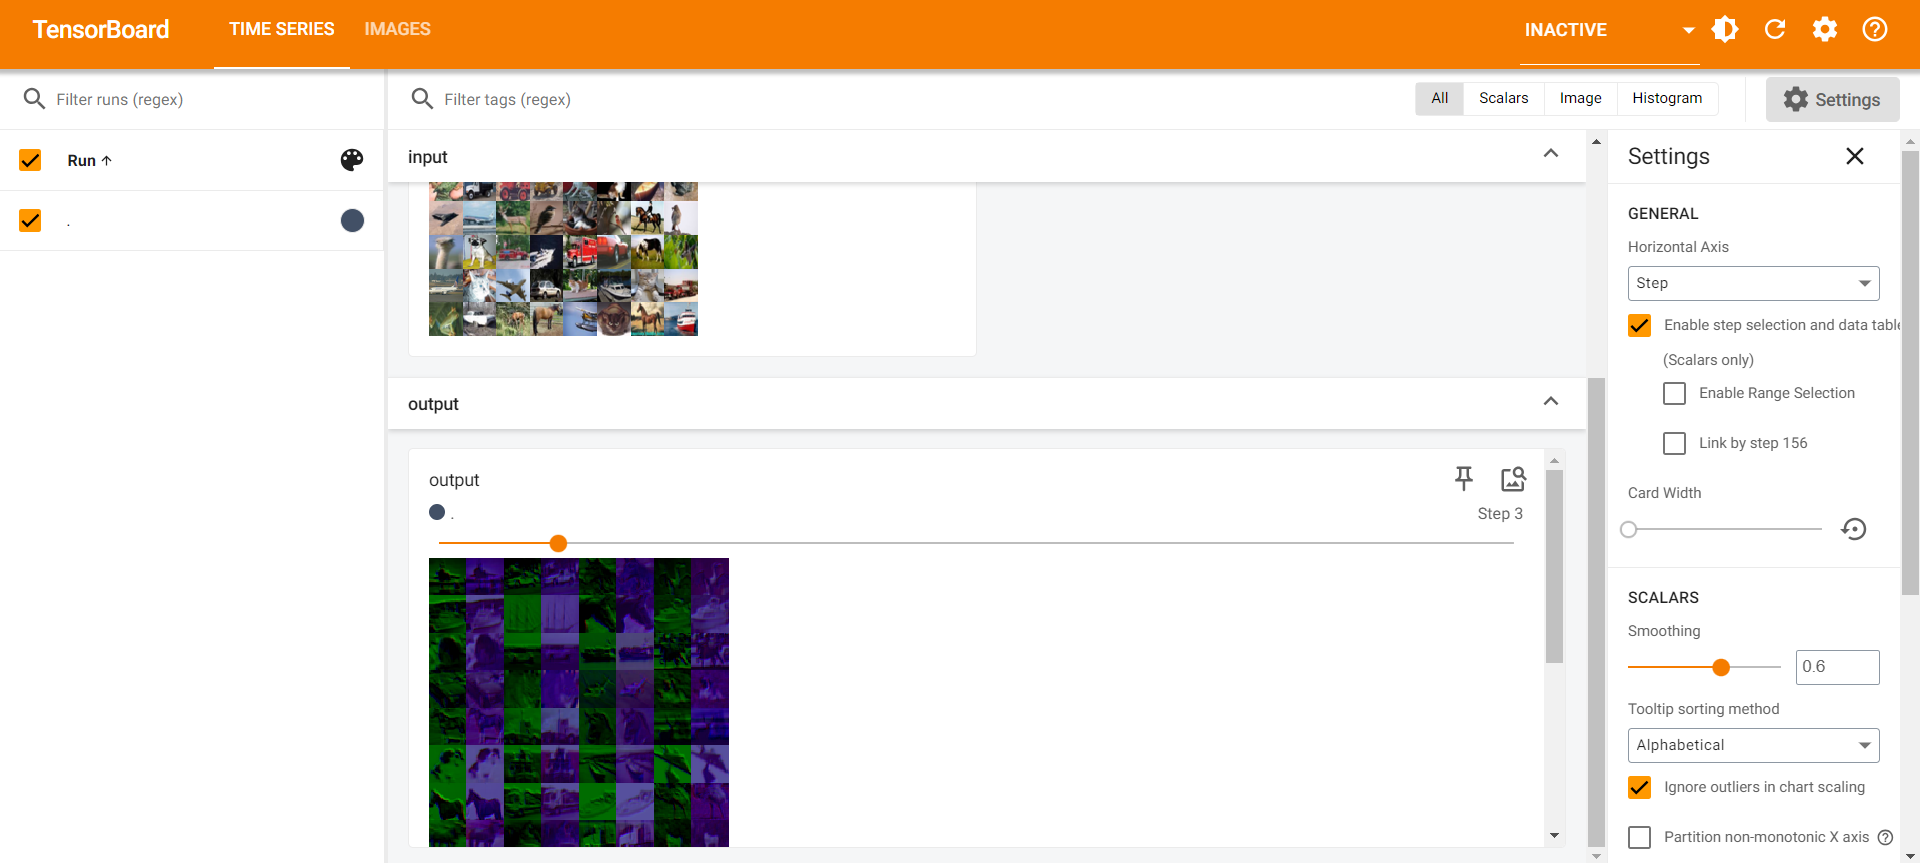 TensorBoard
TIME SERIES
IMAGES
INACTIVE
Filter runs (regex)
Run
.
Filter tags (regex)
All
Scalars
Image
Histogram
Settings
input
output
output
.
Step 3
Settings
GENERAL
Horizontal Axis
Step
Enable step selection and data table
(Scalars only)
Enable Range Selection
Link by step 156
Card Width
SCALARS
Smoothing
0.6
Tooltip sorting method
Alphabetical
Ignore outliers in chart scaling
Partition non-monotonic X axis